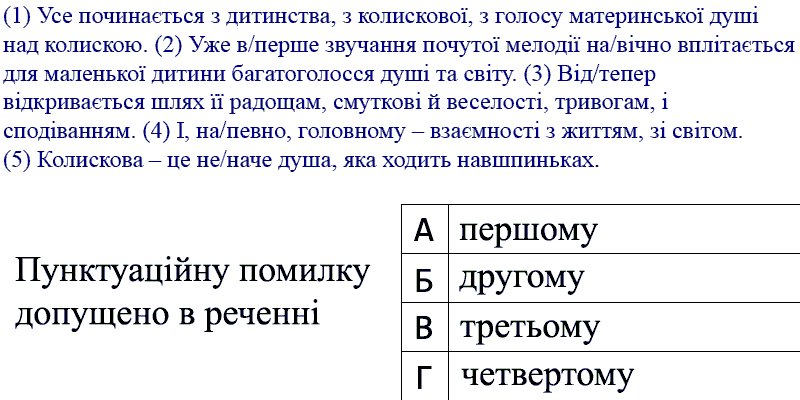 (1) Усе починається з дитинства, з колискової, з голосу материнської душі
над колискою. (2) Уже в/перше звучання почутої мелодії на/вічно вплітається
для маленької дитини багатоголосся душі та світу. (3) Від/тепер
відкривається шлях її радощам, смуткові й веселості, тривогам, і
сподіванням. (4) І, на/певно, головному – взаємності з життям, зі світом.
(5) Колискова – це не/наче душа, яка ходить навшпиньках.
Пунктуаційну помилку
допущено в реченні
А першому
Б другому
В третьому
Г четвертому